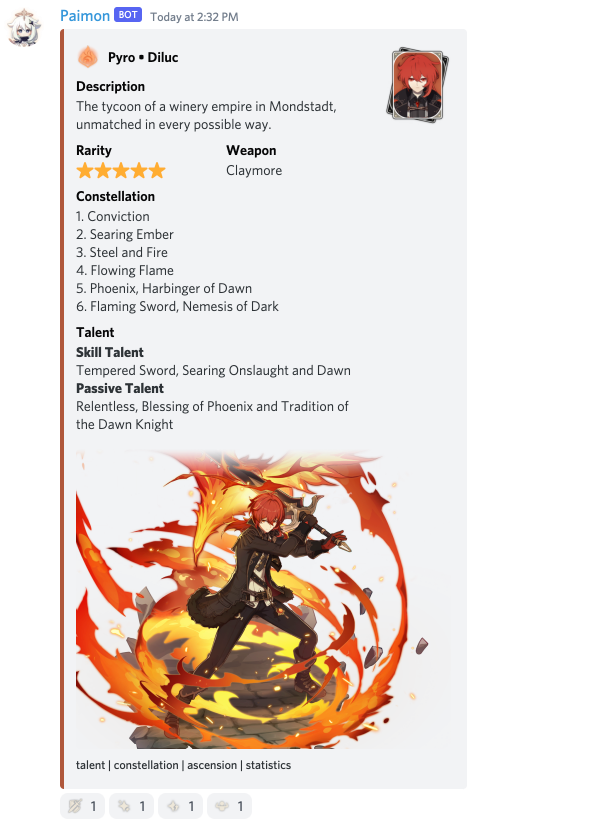 Paimon BOT Today at 2:32 PM
Pyro • Diluc
Description
The tycoon of a winery empire in Mondstadt,
unmatched in every possible way.
Rarity Weapon
Claymore
Constellation
1. Conviction
2. Searing Ember
3. Steel and Fire
4. Flowing Flame
5. Phoenix, Harbinger of Dawn
6. Flaming Sword, Nemesis of Dark
Talent
Skill Talent
Tempered Sword, Searing Onslaught and Dawn
Passive Talent
Relentless, Blessing of Phoenix and Tradition of
the Dawn Knight
talent | constellation | ascension | statistics
1 1 1 1